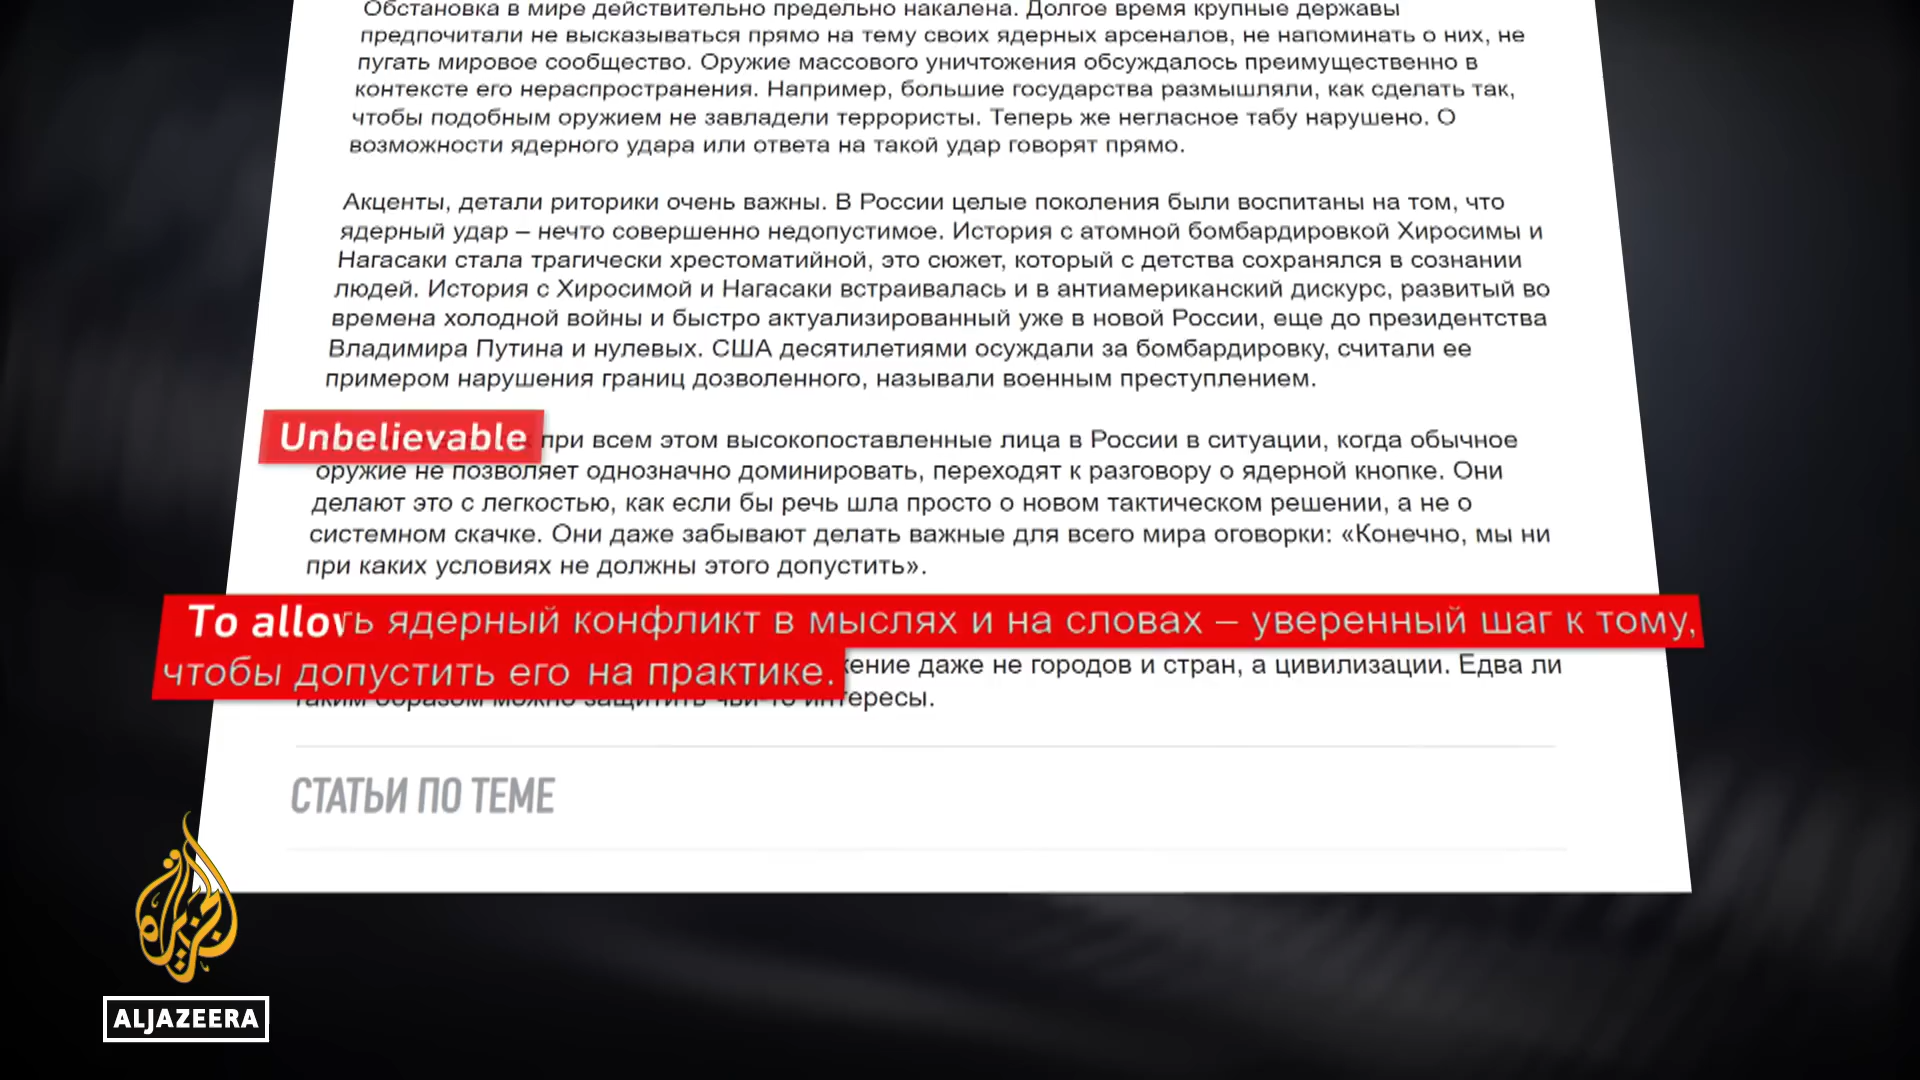 Обстановка в мире действительно предельно накалена. Долгое время крупные державы
предпочитали не высказываться прямо на тему своих ядерных арсеналов, не напоминать о них, не
пугать мировое сообщество. Оружие массового уничтожения обсуждалось преимущественно в
контексте его нераспространения. Например, большие государства размышляли, как сделать так,
чтобы подобным оружием не завладели террористы. Теперь же негласное табу нарушено. О
возможности ядерного удара или ответа на такой удар говорят прямо.
Акценты, детали риторики очень важны. В России целые поколения были воспитаны на том, что
ядерный удар – нечто совершенно недопустимое. История с атомной бомбардировкой Хиросимы и
Нагасаки стала трагически хрестоматийной, это сюжет, который с детства сохранялся в сознании
людей. История с Хиросимой и Нагасаки встраивалась и в антиамериканский дискурс, развитый во
времена холодной войны и быстро актуализированный уже в новой России, еще до президентства
Владимира Путина и нулевых. США десятилетиями осуждали за бомбардировку, считали ее
примером нарушения границ дозволенного, называли военным преступлением.
Unbelievable при всем этом высокопоставленные лица в России в ситуации, когда обычное
оружие не позволяет однозначно доминировать, переходят к разговору о ядерной кнопке. Они
делают это с легкостью, как если бы речь шла просто о новом тактическом решении, а не о
системном скачке. Они даже забывают делать важные для всего мира оговорки: «Конечно, мы ни
при каких условиях не должны этого допустить».
To allow ть ядерный конфликт в мыслях и на словах – уверенный шаг к тому,
чтобы допустить его на практике.
жение даже не городов и стран, а цивилизации. Едва ли
таким образом можно защитить чьи-то интересы.
СТАТЬИ ПО ТЕМЕ
ALJAZEERA